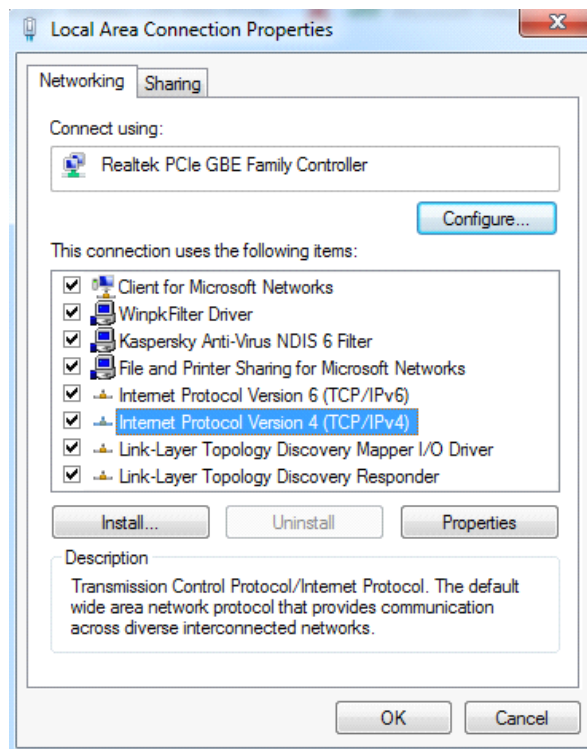 Local Area Connection Properties
Networking
Sharing
Connect using:
Realtek PCIe GBE Family Controller
Configure...
This connection uses the following items:
Client for Microsoft Networks
WinpkFilter Driver
Kaspersky Anti-Virus NDIS 6 Filter
File and Printer Sharing for Microsoft Networks
Internet Protocol Version 6 (TCP/IPv6)
Internet Protocol Version 4 (TCP/IPv4)
Link-Layer Topology Discovery Mapper I/O Driver
Link-Layer Topology Discovery Responder
Install...
Uninstall
Properties
Description
Transmission Control Protocol/Internet Protocol. The default
wide area network protocol that provides communication
across diverse interconnected networks.
OK
Cancel